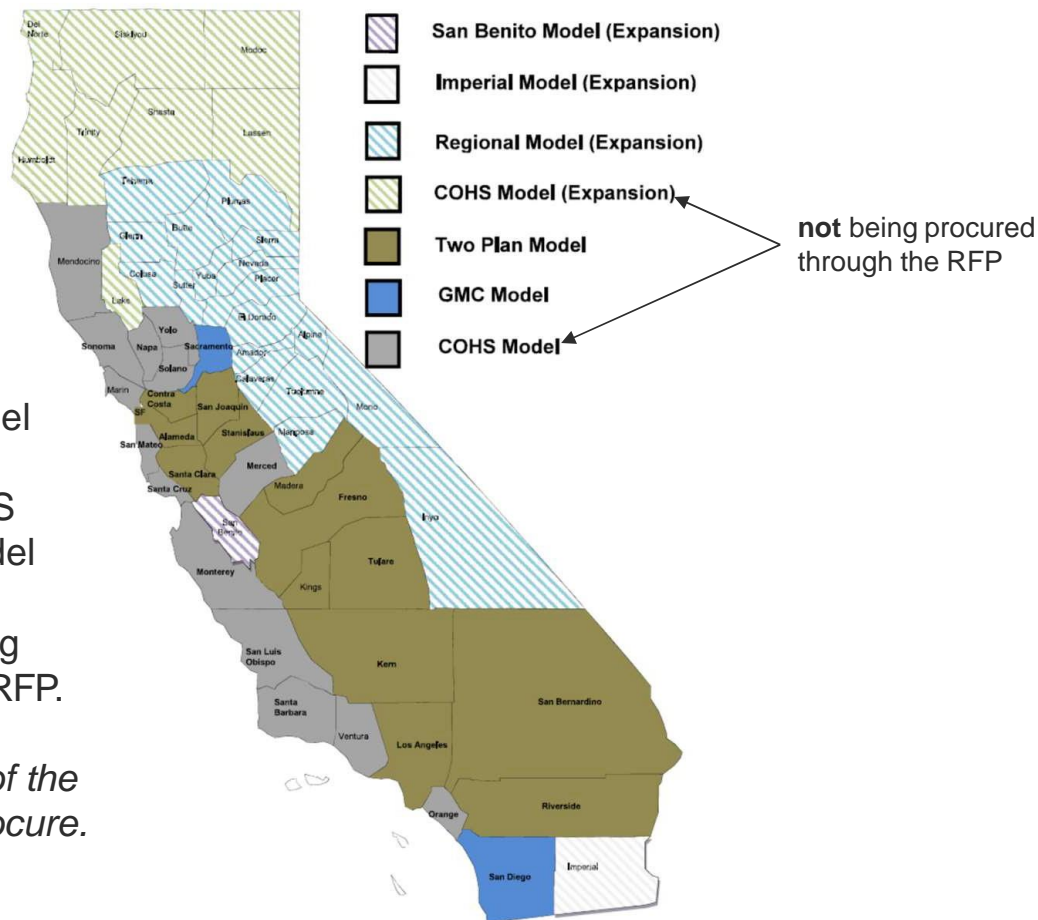 San Benito Model (Expansion)
Imperial Model (Expansion)
Regional Model (Expansion)
COHS Model (Expansion)
Two Plan Model
GMC Model
COHS Model
not being procured
through the RFP
el
S
del
g
RFP.
of the
ocure.
Del
Norte
Siskiyou
Modoc
Humboldt
Trinity
Shasta
Lassen
Tehama
Plumas
Mendocino
Glenn
Butte
Sierra
Lake
Colusa
Sutter
Yuba
Nevada
Placer
El Dorado
Sonoma
Napa
Yolo
Solano
Sacramento
Amador
Alpine
Calaveras
Tuolumne
Mono
Marin
Contra
Costa
SF
San Joaquin
Alameda
Stanislaus
Mariposa
San Mateo
Santa Clara
Merced
Madera
Santa Cruz
San
Benito
Fresno
Inyo
Monterey
Kings
Tulare
San Luis
Obispo
Kern
San Bernardino
Santa
Barbara
Ventura
Los Angeles
Orange
Riverside
San Diego
Imperial